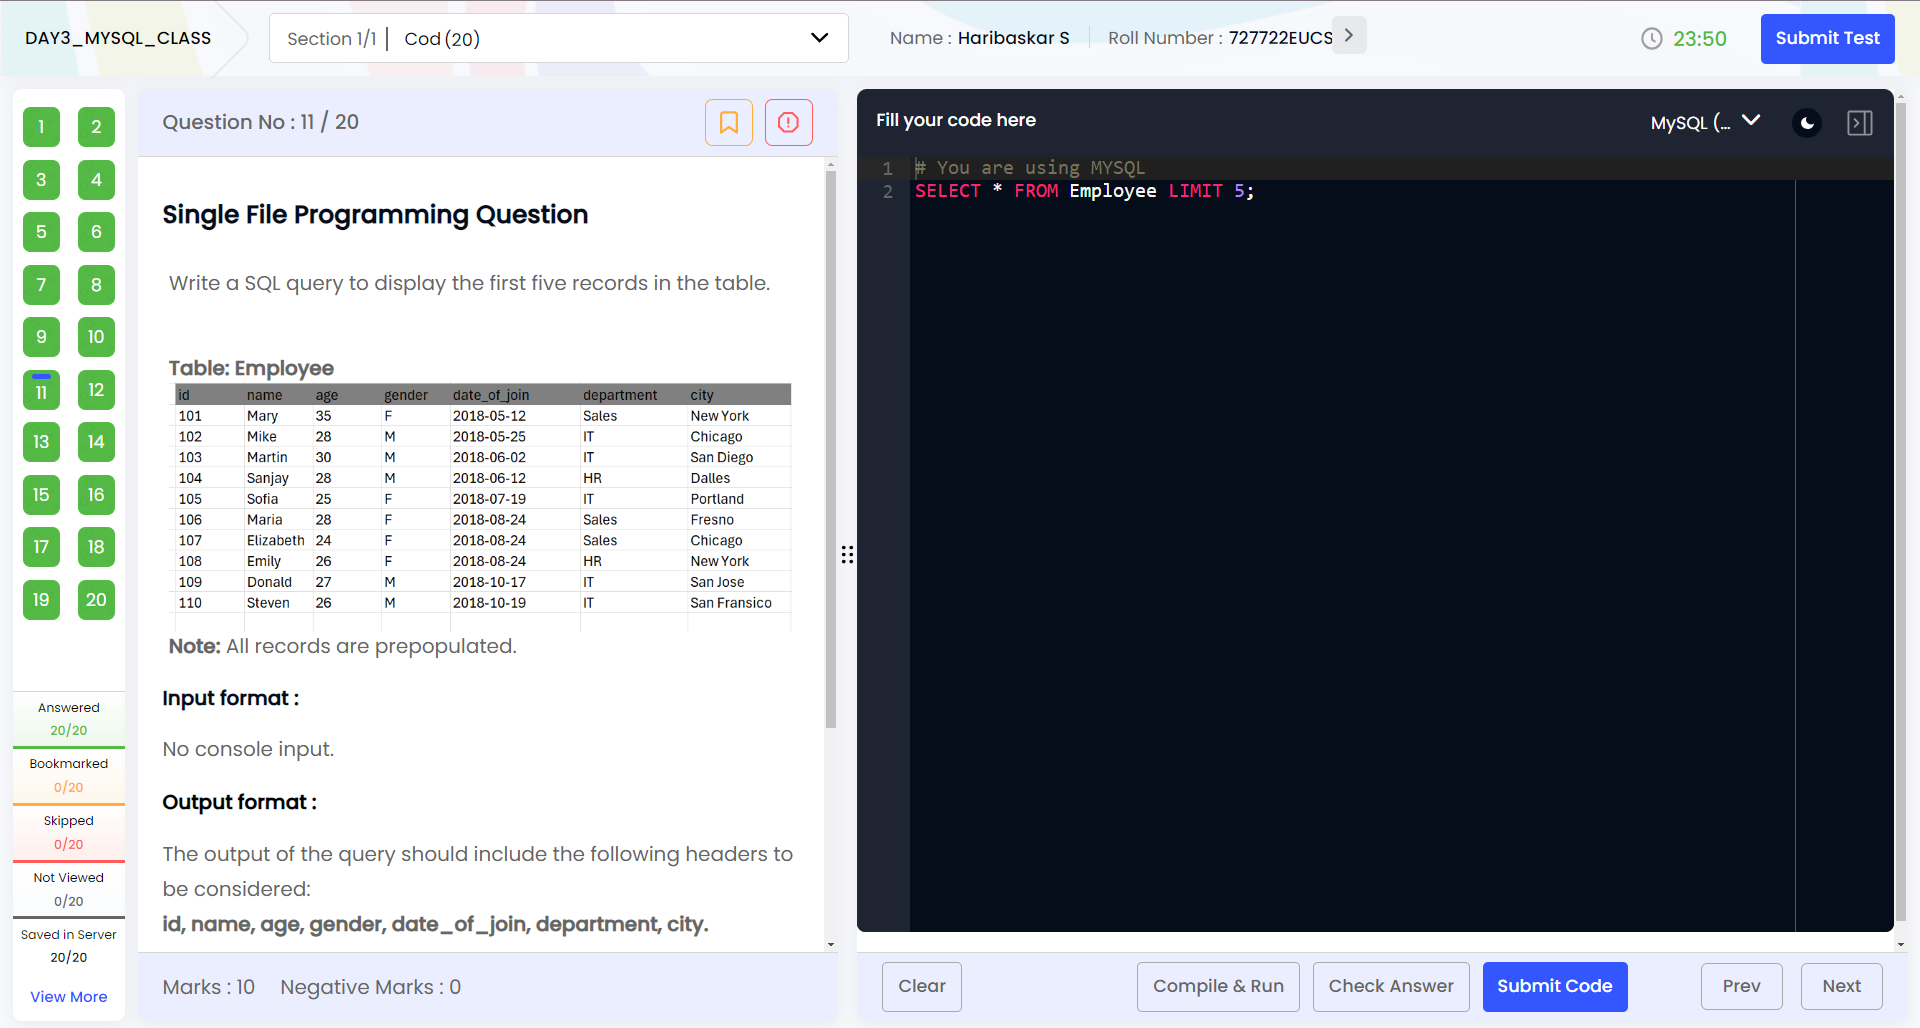 DAY3_MYSQL_CLASS
Section 1/1 | Cod (20)
Name : Haribaskar S
Roll Number : 727722EUCS
23:50
Submit Test
1 2
3 4
5 6
7 8
9 10
11 12
13 14
15 16
17 18
19 20
Answered
20/20
Bookmarked
0/20
Skipped
0/20
Not Viewed
0/20
Saved in Server
20/20
View More
Question No : 11 / 20
Single File Programming Question
Write a SQL query to display the first five records in the table.
Table: Employee
id name age gender date_of_join department city
101 Mary 35 F 2018-05-12 Sales New York
102 Mike 28 M 2018-05-25 IT Chicago
103 Martin 30 M 2018-06-02 IT San Diego
104 Sanjay 28 M 2018-06-12 HR Dalles
105 Sofia 25 F 2018-07-19 IT Portland
106 Maria 28 F 2018-08-24 Sales Fresno
107 Elizabeth 24 F 2018-08-24 Sales Chicago
108 Emily 26 F 2018-08-24 HR New York
109 Donald 27 M 2018-10-17 IT San Jose
110 Steven 26 M 2018-10-19 IT San Fransico
Note: All records are prepopulated.
Input format :
No console input.
Output format :
The output of the query should include the following headers to
be considered:
id, name, age, gender, date_of_join, department, city.
Marks : 10 Negative Marks : 0
Fill your code here
MySQL (...
1 # You are using MYSQL
2 SELECT * FROM Employee LIMIT 5;
Clear
Compile & Run
Check Answer
Submit Code
Prev
Next